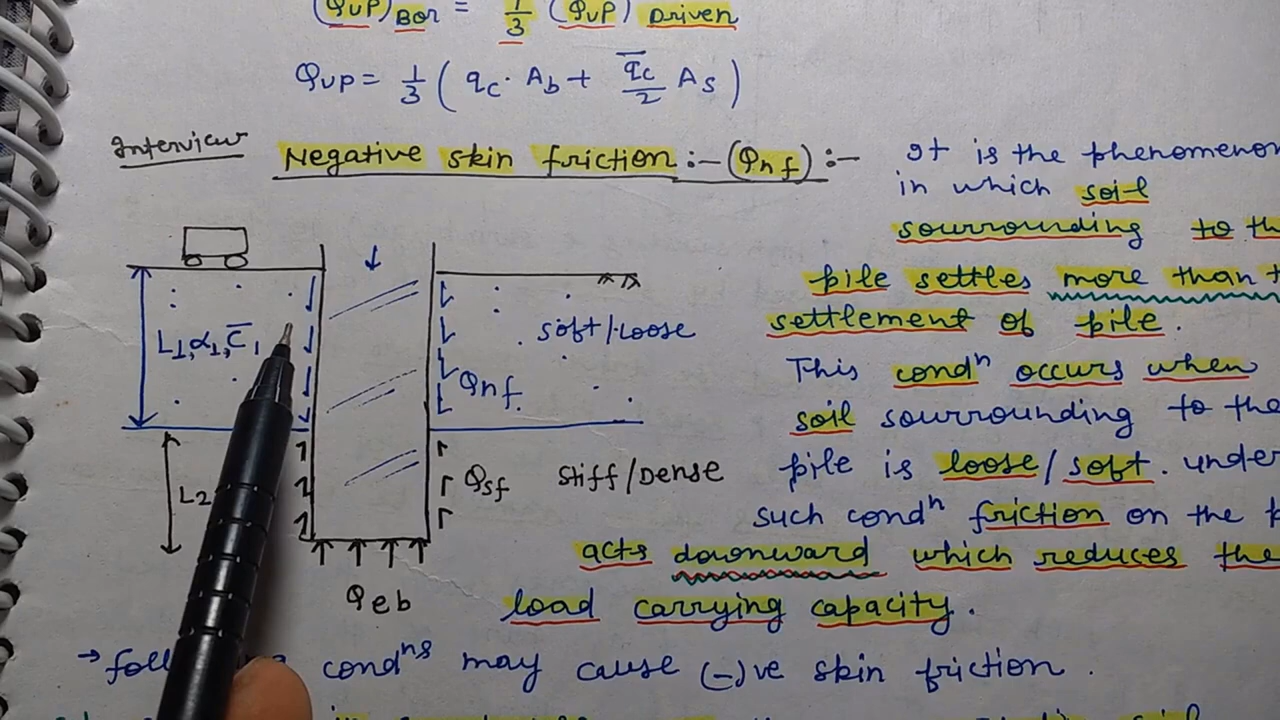 (Qup)Bor = 1/3 (Qup) Driven
Qup = 1/3 ( qc · Ab + q̅c/2 As )
Interview
Negative skin friction :- (Qnf) :-
It is the phenomenon
in which soil
sourrounding to th
pile settles more than t
settlement of pile.
This condⁿ occurs when
soil sourrounding to the
pile is loose/soft. under
such condⁿ friction on the
acts downward which reduces the
load carrying capacity.
L1, α1, C̅1
soft/loose
Qnf
L2
Qsf
Stiff/Dense
Qeb
→ condⁿˢ may cause (-)ve skin friction.